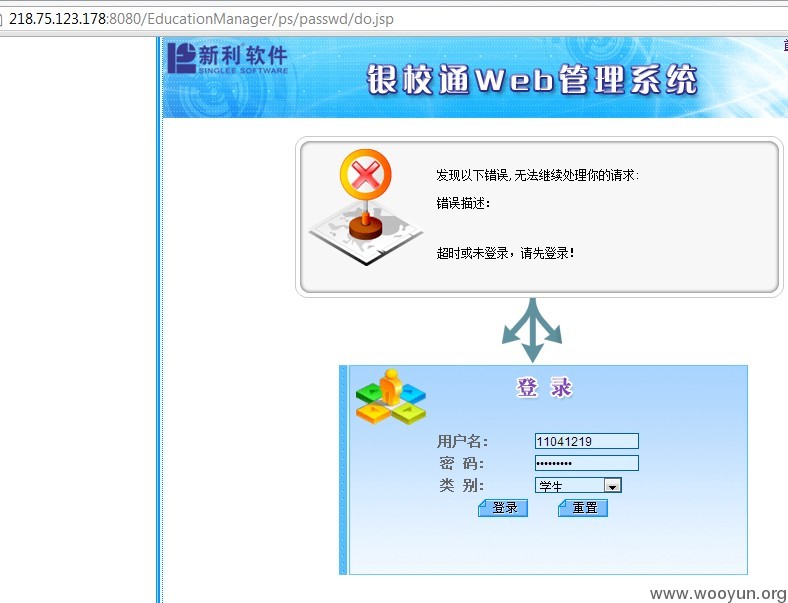 218.75.123.178:8080/EducationManager/ps/passwd/do.jsp
新利软件
SINGLEE SOFTWARE
银校通Web管理系统
发现以下错误,无法继续处理你的请求:
错误描述:
超时或未登录，请先登录！
登 录
用户名:
11041219
密 码:
•••••••••
类 别:
学生
登录
重置
www.wooyun.org